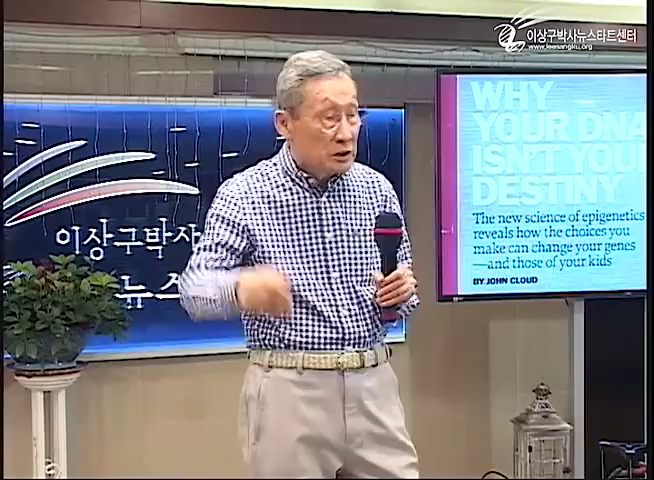 이상구박사뉴스타트센터
www.leesangku.org
WHY
YOUR DNA
ISN'T YOUR
DESTINY
The new science of epigenetics
reveals how the choices you
make can change your genes
—and those of your kids
BY JOHN CLOUD
이상구박사
뉴스